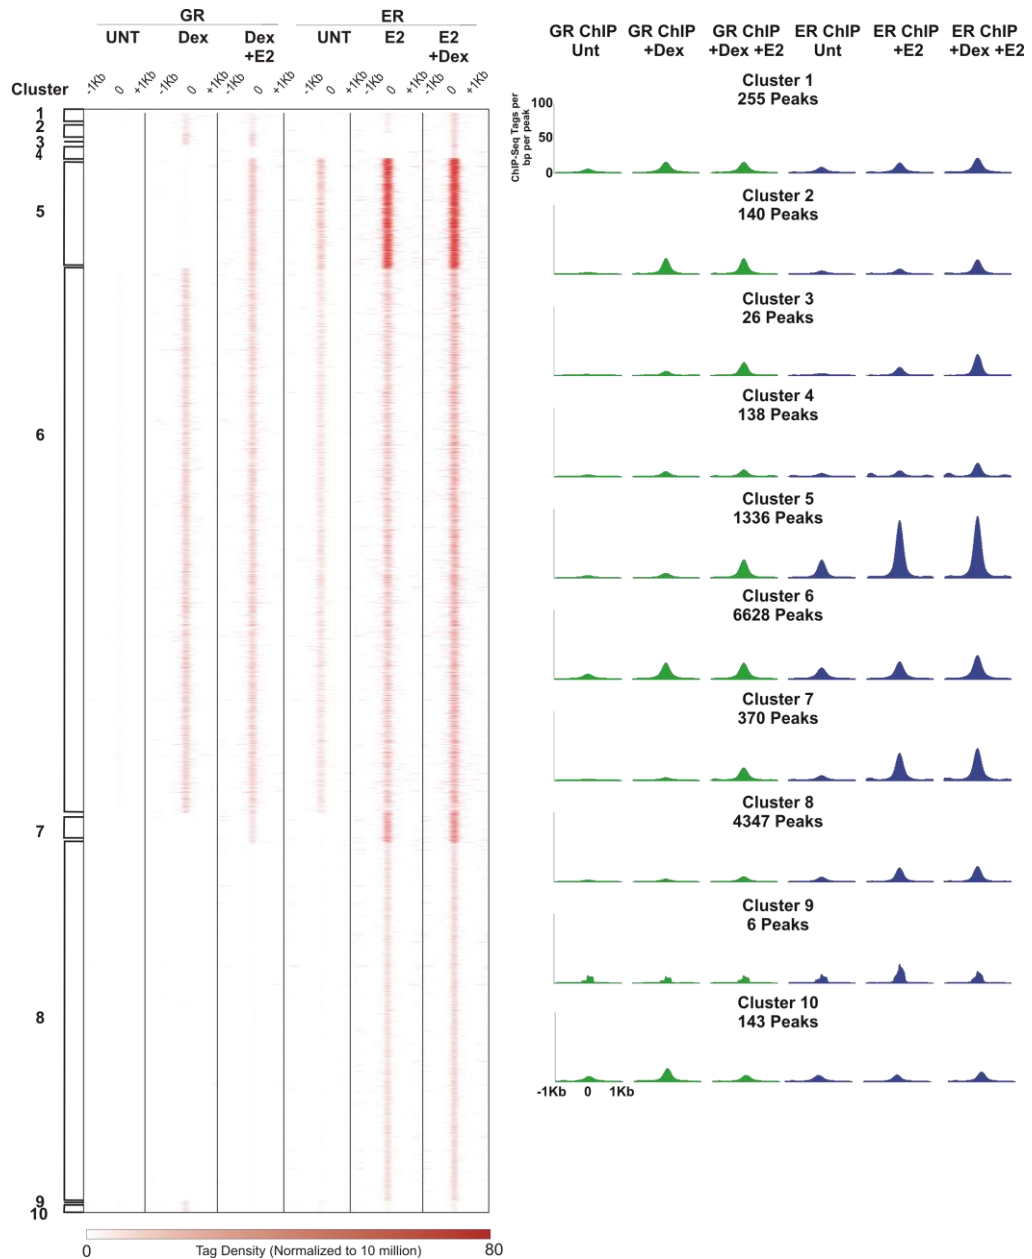 GR
ER
UNT
Dex
Dex
+E2
UNT
E2
E2
+Dex
Cluster
-1Kb 0 +1Kb -1Kb 0 +1Kb -1Kb 0 +1Kb -1Kb 0 +1Kb -1Kb 0 +1Kb -1Kb 0 +1Kb
1
2
3
4
5
6
7
8
9
10
0
Tag Density (Normalized to 10 million)
80
GR ChIP
Unt
GR ChIP
+Dex
GR ChIP
+Dex +E2
ER ChIP
Unt
ER ChIP
+E2
ER ChIP
+Dex +E2
ChIP-Seq Tags per
bp per peak
100
50
0
Cluster 1
255 Peaks
Cluster 2
140 Peaks
Cluster 3
26 Peaks
Cluster 4
138 Peaks
Cluster 5
1336 Peaks
Cluster 6
6628 Peaks
Cluster 7
370 Peaks
Cluster 8
4347 Peaks
Cluster 9
6 Peaks
Cluster 10
143 Peaks
-1Kb 0 1Kb